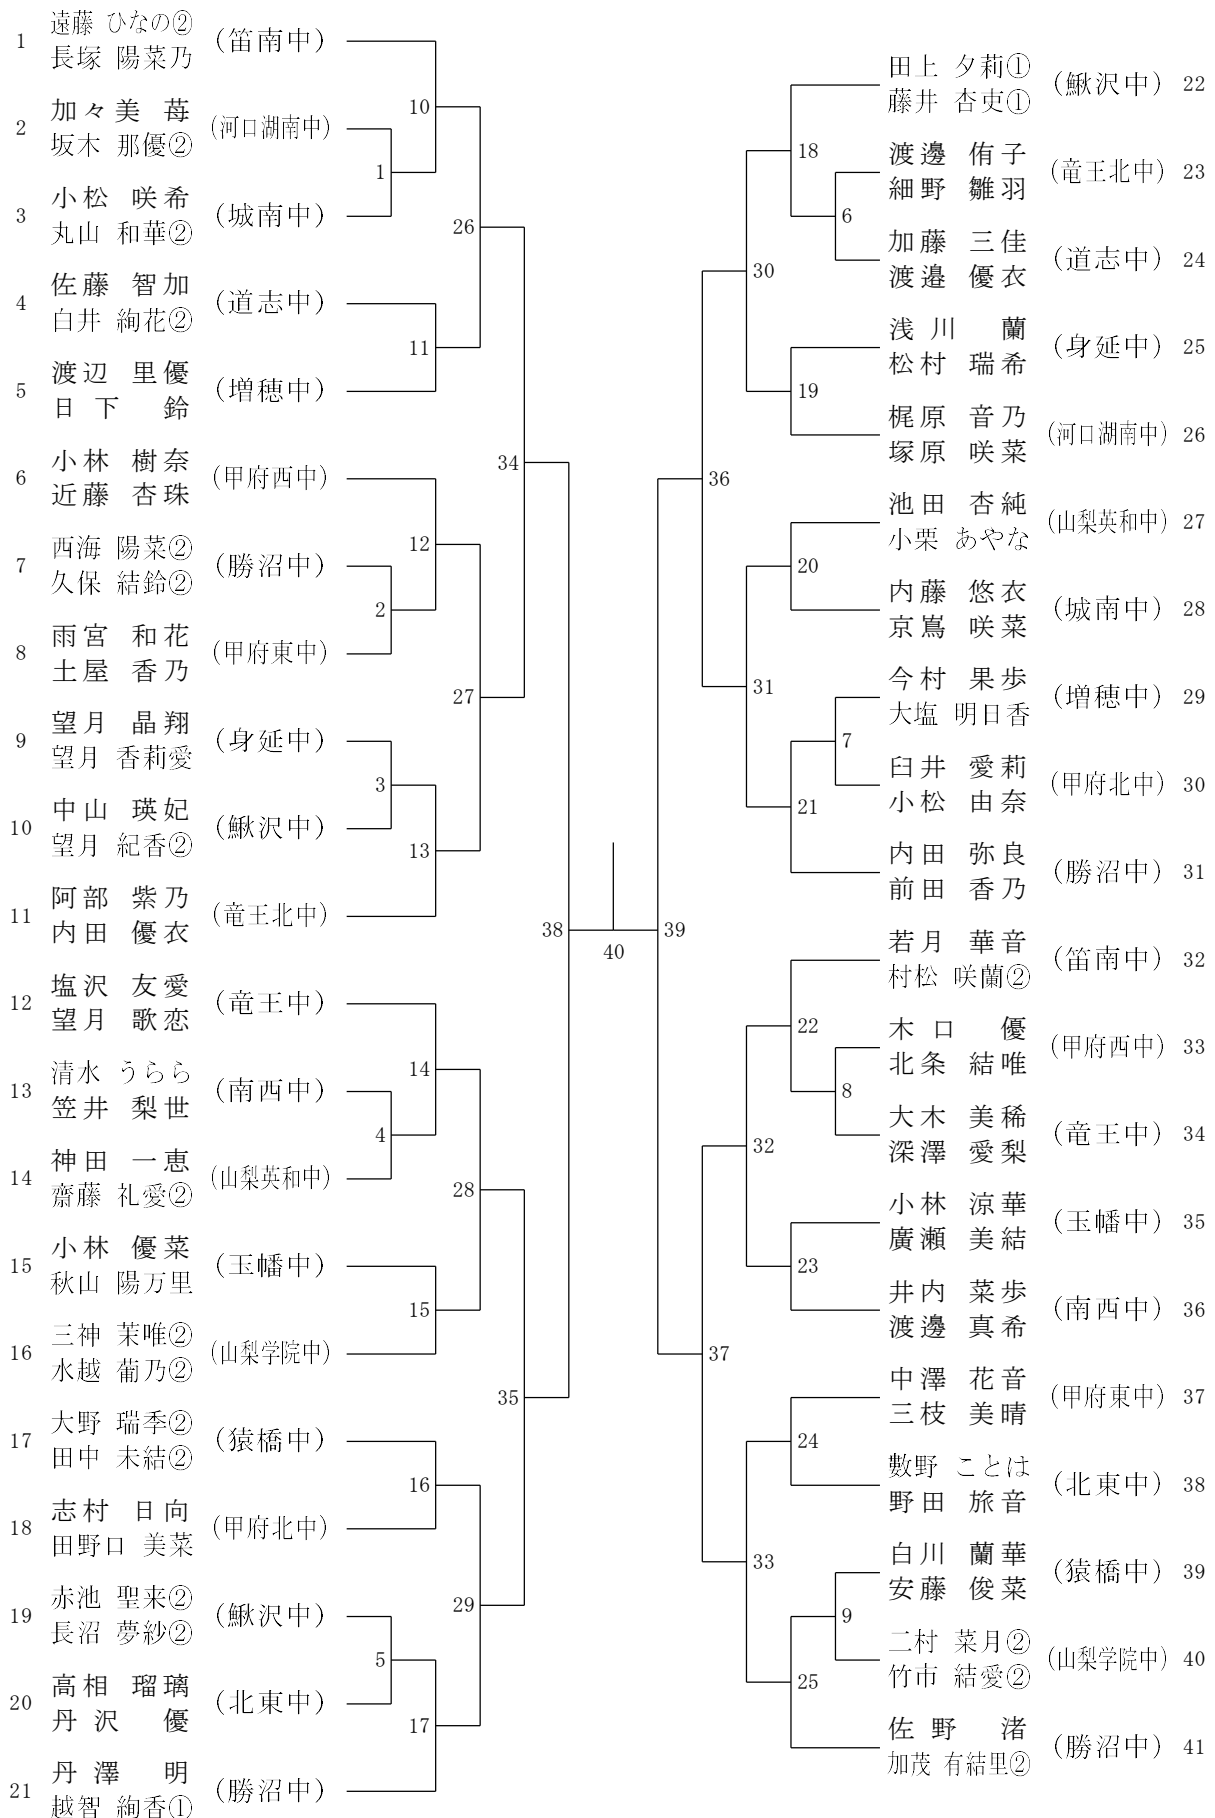 1 遠藤 ひなの② (笛南中)
長塚 陽菜乃
2 加々美 苺 (河口湖南中)
坂木 那優②
3 小松 咲希 (城南中)
丸山 和華②
4 佐藤 智加 (道志中)
白井 絢花②
5 渡辺 里優 (増穂中)
日下 鈴
6 小林 樹奈 (甲府西中)
近藤 杏珠
7 西海 陽菜② (勝沼中)
久保 結鈴②
8 雨宮 和花 (甲府東中)
土屋 香乃
9 望月 晶翔 (身延中)
望月 香莉愛
10 中山 瑛妃 (鰍沢中)
望月 紀香②
11 阿部 紫乃 (竜王北中)
内田 優衣
12 塩沢 友愛 (竜王中)
望月 歌恋
13 清水 うらら (南西中)
笠井 梨世
14 神田 一恵 (山梨英和中)
齋藤 礼愛②
15 小林 優菜 (玉幡中)
秋山 陽万里
16 三神 茉唯② (山梨学院中)
水越 葡乃②
17 大野 瑞季② (猿橋中)
田中 未結②
18 志村 日向 (甲府北中)
田野口 美菜
19 赤池 聖来② (鰍沢中)
長沼 夢紗②
20 高相 瑠璃 (北東中)
丹沢 優
21 丹澤 明 (勝沼中)
越智 絢香①
10
1
26
11
34
12
2
27
3
13
38
14
4
28
15
35
16
29
5
17
40
39
18
6
30
19
36
20
31
7
21
22
8
32
23
37
24
33
9
25
田上 夕莉① (鰍沢中) 22
藤井 杏吏①
渡邊 侑子 (竜王北中) 23
細野 雛羽
加藤 三佳 (道志中) 24
渡邉 優衣
浅川 蘭 (身延中) 25
松村 瑞希
梶原 音乃 (河口湖南中) 26
塚原 咲菜
池田 杏純 (山梨英和中) 27
小栗 あやな
内藤 悠衣 (城南中) 28
京嶌 咲菜
今村 果歩 (増穂中) 29
大塩 明日香
臼井 愛莉 (甲府北中) 30
小松 由奈
内田 弥良 (勝沼中) 31
前田 香乃
若月 華音 (笛南中) 32
村松 咲蘭②
木口 優 (甲府西中) 33
北条 結唯
大木 美稀 (竜王中) 34
深澤 愛梨
小林 涼華 (玉幡中) 35
廣瀬 美結
井内 菜歩 (南西中) 36
渡邊 真希
中澤 花音 (甲府東中) 37
三枝 美晴
數野 ことは (北東中) 38
野田 旅音
白川 蘭華 (猿橋中) 39
安藤 俊菜
二村 菜月② (山梨学院中) 40
竹市 結愛②
佐野 渚 (勝沼中) 41
加茂 有結里②